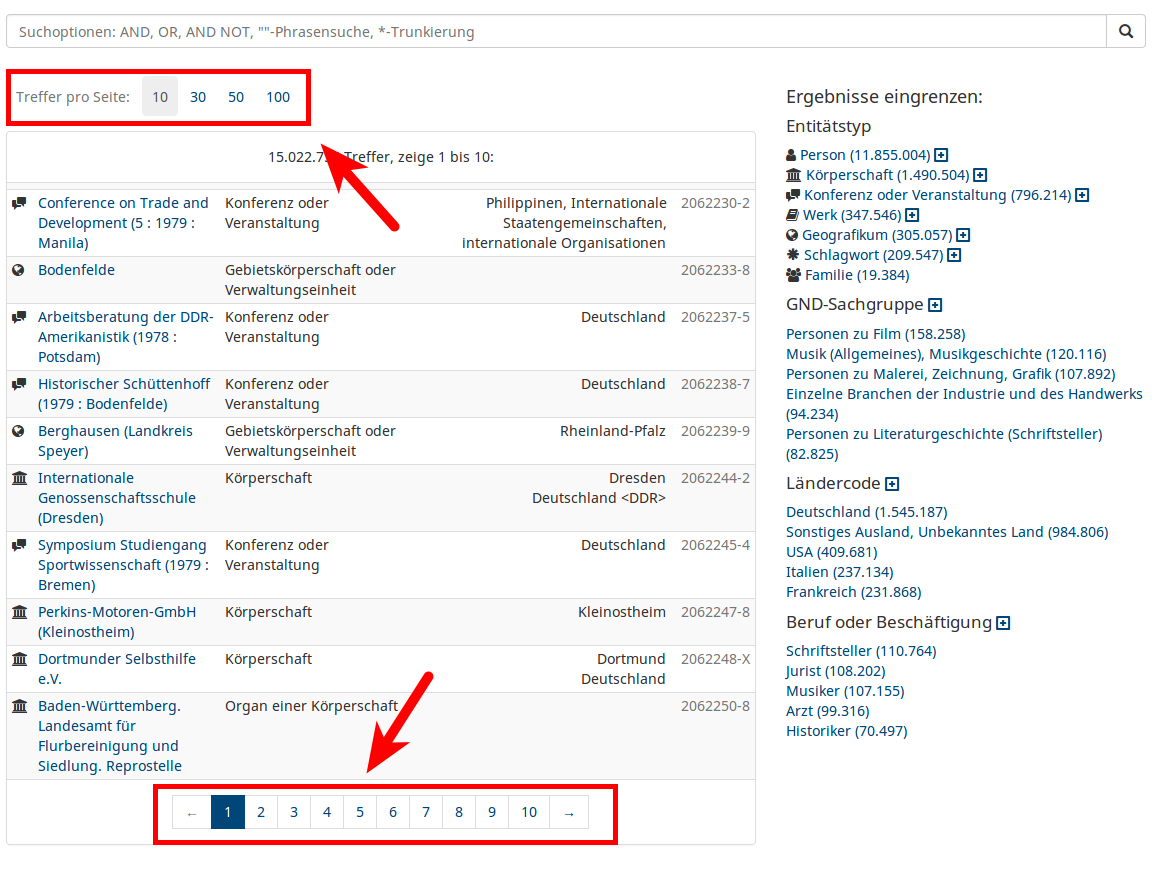 Suchoptionen: AND, OR, AND NOT, ""-Phrasensuche, *-Trunkierung
Treffer pro Seite: 10 30 50 100
Treffer, zeige 1 bis 10:
Conference on Trade and Development (5 : 1979 : Manila) Konferenz oder Veranstaltung Philippinen, Internationale Staatengemeinschaften, internationale Organisationen 2062230-2
Bodenfelde Gebietskörperschaft oder Verwaltungseinheit 2062233-8
Arbeitsberatung der DDR-Amerikanistik (1978 : Potsdam) Konferenz oder Veranstaltung Deutschland 2062237-5
Historischer Schüttenhoff (1979 : Bodenfelde) Konferenz oder Veranstaltung Deutschland 2062238-7
Berghausen (Landkreis Speyer) Gebietskörperschaft oder Verwaltungseinheit Rheinland-Pfalz 2062239-9
Internationale Genossenschaftsschule (Dresden) Körperschaft Dresden Deutschland <DDR> 2062244-2
Symposium Studiengang Sportwissenschaft (1979 : Bremen) Konferenz oder Veranstaltung Deutschland 2062245-4
Perkins-Motoren-GmbH (Kleinostheim) Körperschaft Kleinostheim 2062247-8
Dortmunder Selbsthilfe e.V. Körperschaft Dortmund Deutschland 2062248-X
Baden-Württemberg. Landesamt für Flurbereinigung und Siedlung. Reprostelle Organ einer Körperschaft 2062250-8
← 1 2 3 4 5 6 7 8 9 10 →
Ergebnisse eingrenzen:
Entitätstyp
Person (11.855.004)
Körperschaft (1.490.504)
Konferenz oder Veranstaltung (796.214)
Werk (347.546)
Geografikum (305.057)
Schlagwort (209.547)
Familie (19.384)
GND-Sachgruppe
Personen zu Film (158.258)
Musik (Allgemeines), Musikgeschichte (120.116)
Personen zu Malerei, Zeichnung, Grafik (107.892)
Einzelne Branchen der Industrie und des Handwerks
(94.234)
Personen zu Literaturgeschichte (Schriftsteller)
(82.825)
Ländercode
Deutschland (1.545.187)
Sonstiges Ausland, Unbekanntes Land (984.806)
USA (409.681)
Italien (237.134)
Frankreich (231.868)
Beruf oder Beschäftigung
Schriftsteller (110.764)
Jurist (108.202)
Musiker (107.155)
Arzt (99.316)
Historiker (70.497)